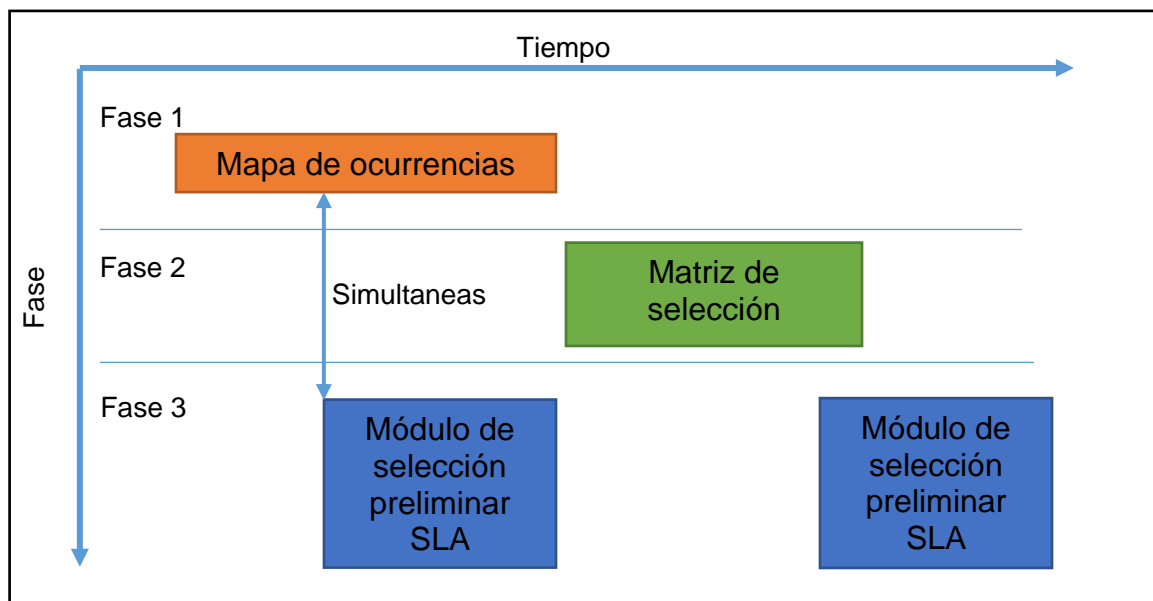 Tiempo
Fase
Fase 1
Mapa de ocurrencias
Fase 2
Simultaneas
Matriz de
selección
Fase 3
Módulo de
selección
preliminar
SLA
Módulo de
selección
preliminar
SLA